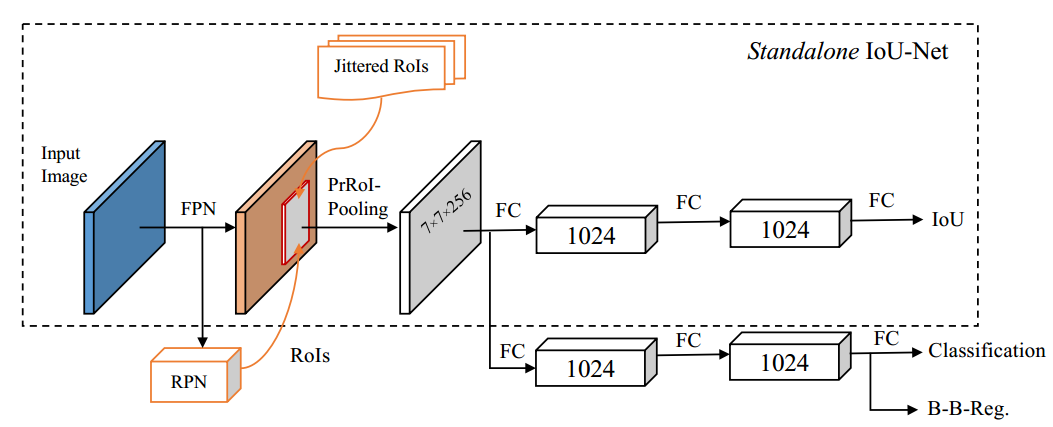 Standalone IoU-Net
Jittered RoIs
Input
Image
FPN
PrRoI-
Pooling
7×7×256
FC
1024
FC
1024
FC
IoU
RPN
RoIs
FC
1024
FC
1024
FC
Classification
B-B-Reg.